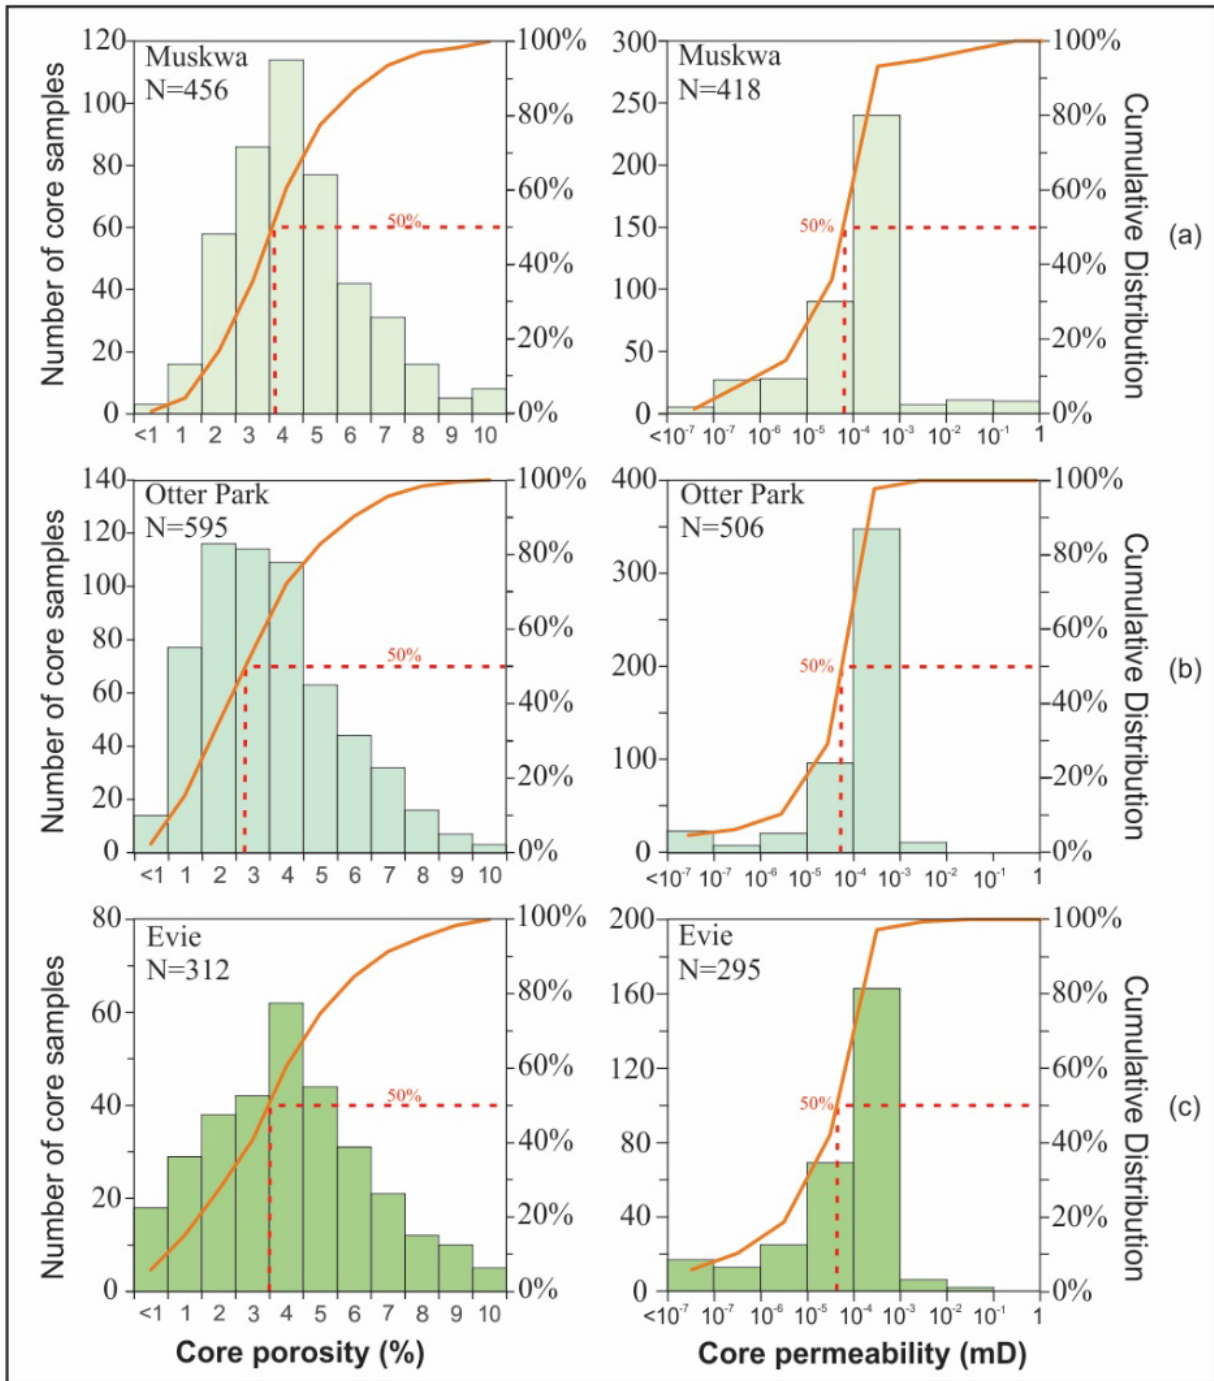 Muskwa
N=456
Number of core samples
120
100
80
60
40
20
0
100%
80%
60%
40%
20%
0%
50%
<1 1 2 3 4 5 6 7 8 9 10
Muskwa
N=418
300
250
200
150
100
50
0
100%
80%
60%
40%
20%
0%
50%
<10⁻⁷ 10⁻⁷ 10⁻⁶ 10⁻⁵ 10⁻⁴ 10⁻³ 10⁻² 10⁻¹ 1
Cumulative Distribution
(a)
Otter Park
N=595
Number of core samples
140
120
100
80
60
40
20
0
100%
80%
60%
40%
20%
0%
50%
<1 1 2 3 4 5 6 7 8 9 10
Otter Park
N=506
400
300
200
100
0
100%
80%
60%
40%
20%
0%
50%
<10⁻⁷ 10⁻⁷ 10⁻⁶ 10⁻⁵ 10⁻⁴ 10⁻³ 10⁻² 10⁻¹ 1
Cumulative Distribution
(b)
Evie
N=312
Number of core samples
80
60
40
20
0
100%
80%
60%
40%
20%
0%
50%
<1 1 2 3 4 5 6 7 8 9 10
Core porosity (%)
Evie
N=295
200
160
120
80
40
0
100%
80%
60%
40%
20%
0%
50%
<10⁻⁷ 10⁻⁷ 10⁻⁶ 10⁻⁵ 10⁻⁴ 10⁻³ 10⁻² 10⁻¹ 1
Core permeability (mD)
Cumulative Distribution
(c)